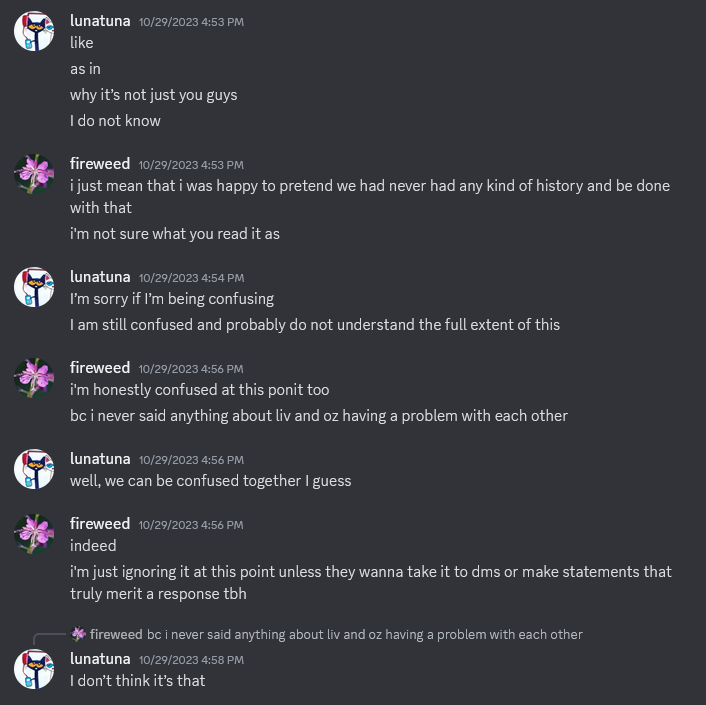 lunatuna 10/29/2023 4:53 PM
like
as in
why it's not just you guys
I do not know
fireweed 10/29/2023 4:53 PM
i just mean that i was happy to pretend we had never had any kind of history and be done
with that
i'm not sure what you read it as
lunatuna 10/29/2023 4:54 PM
I'm sorry if I'm being confusing
I am still confused and probably do not understand the full extent of this
fireweed 10/29/2023 4:56 PM
i'm honestly confused at this ponit too
bc i never said anything about liv and oz having a problem with each other
lunatuna 10/29/2023 4:56 PM
well, we can be confused together I guess
fireweed 10/29/2023 4:56 PM
indeed
i'm just ignoring it at this point unless they wanna take it to dms or make statements that
truly merit a response tbh
fireweed bc i never said anything about liv and oz having a problem with each other
lunatuna 10/29/2023 4:58 PM
I don't think it's that